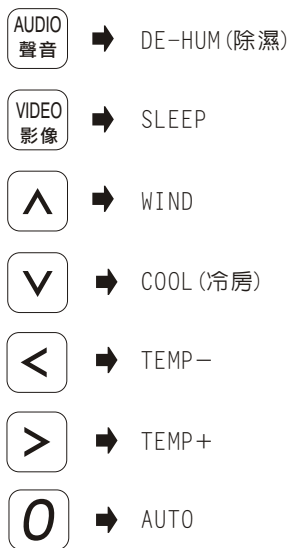 AUDIO
聲音
DE-HUM(除濕)
VIDEO
影像
SLEEP
∧
WIND
∨
COOL(冷房)
<
TEMP－
>
TEMP＋
0
AUTO